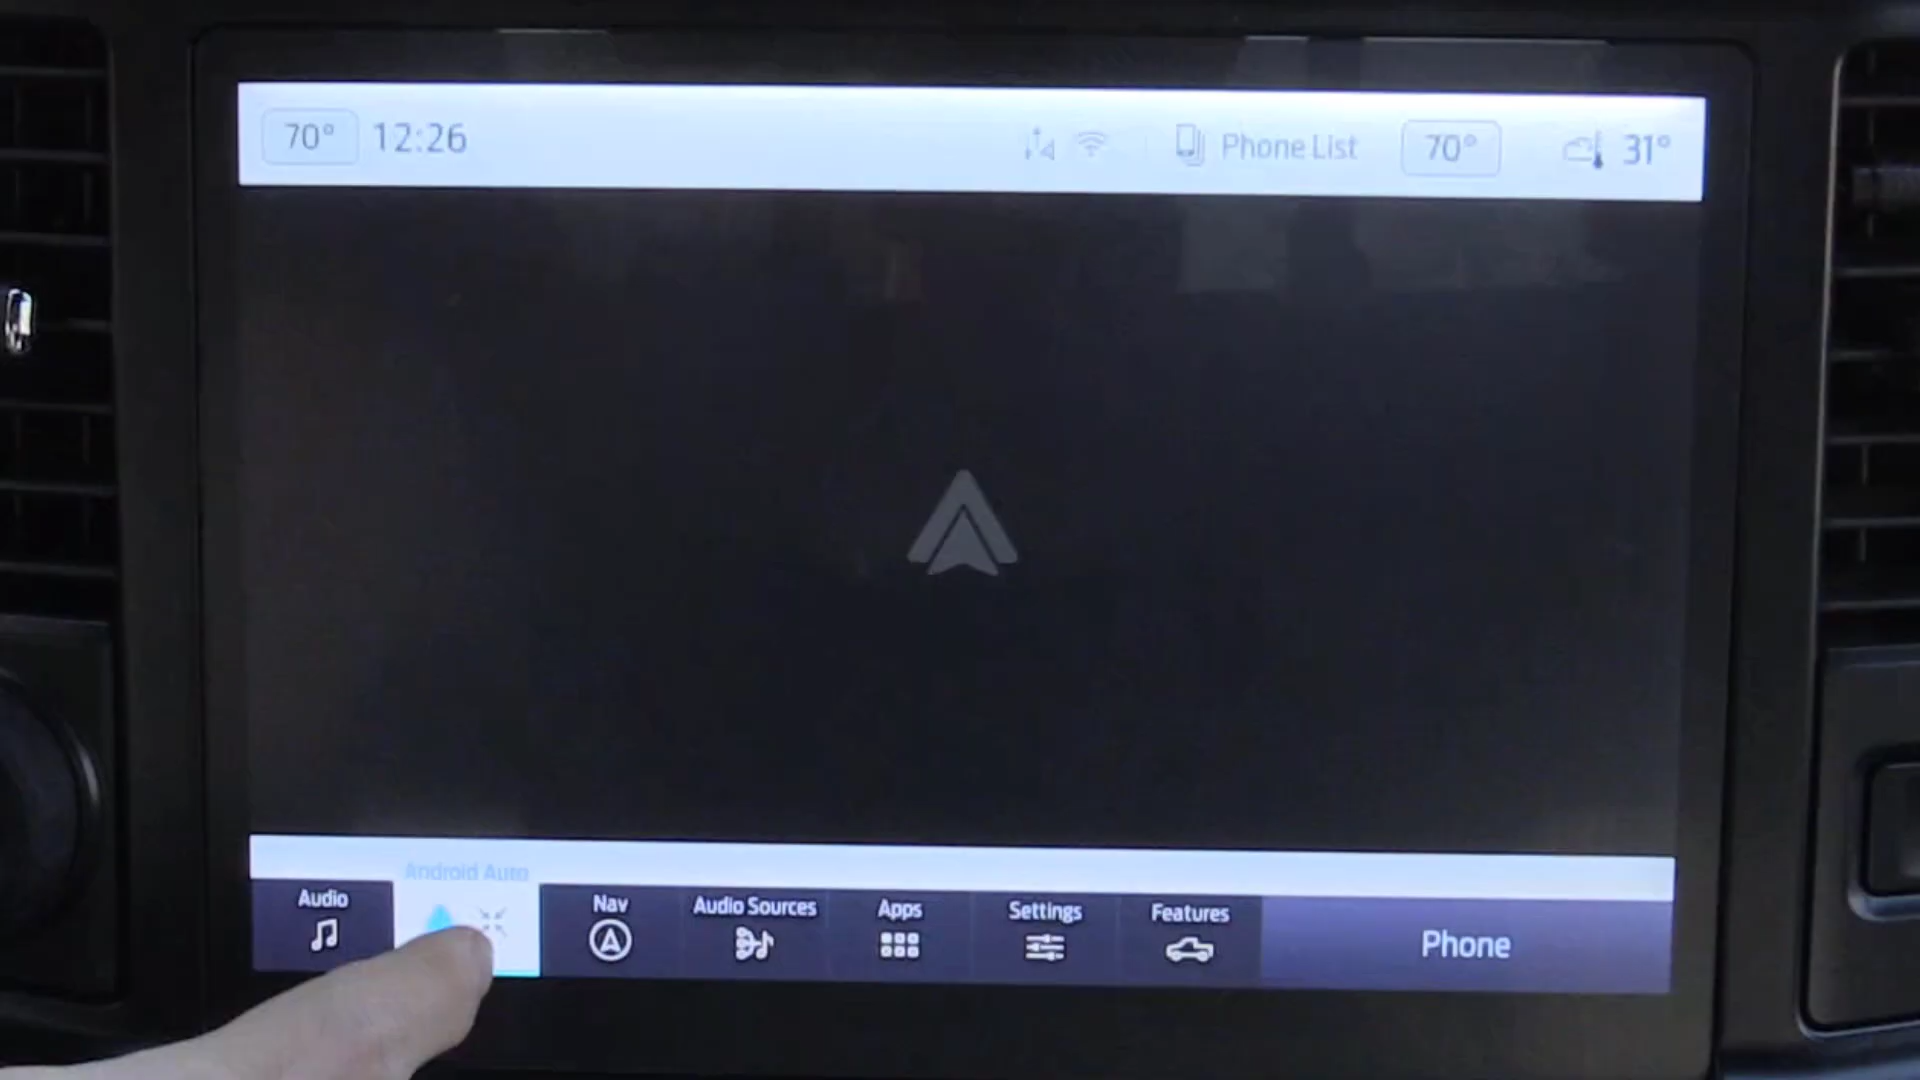 70° 12:26 Phone List 70° 31°
Android Auto
Audio Nav Audio Sources Apps Settings Features Phone